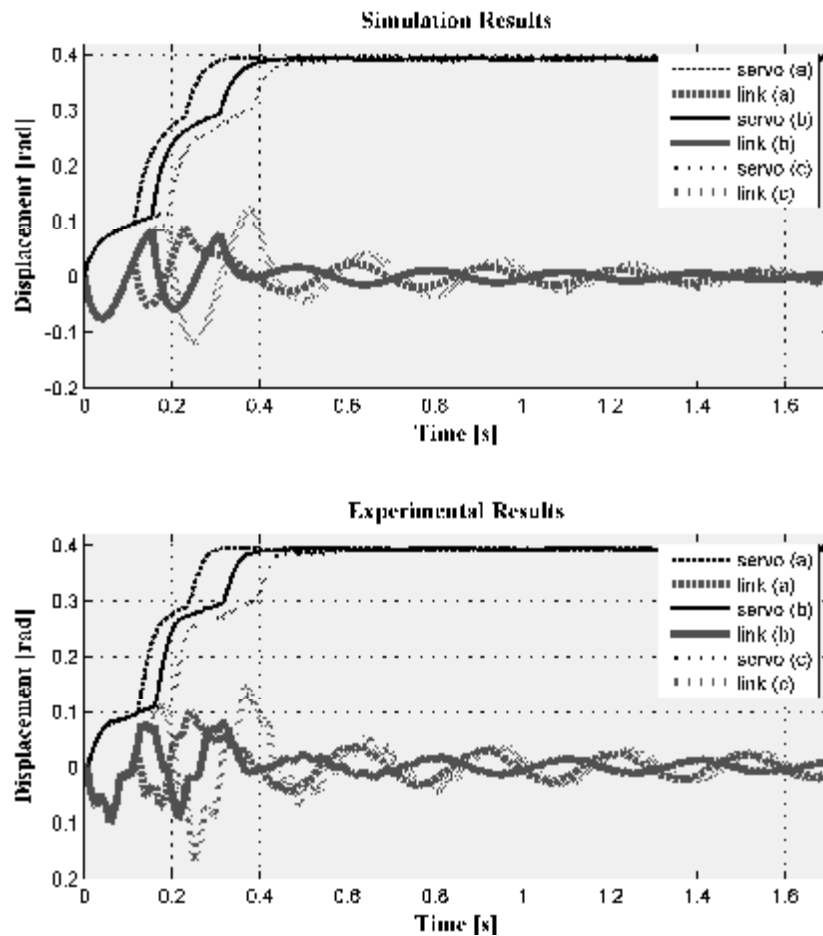 Simulation Results
0.4
0.3
0.2
0.1
0
-0.1
-0.2
Displacement [rad]
servo (a)
link (a)
servo (b)
link (b)
servo (c)
link (c)
0 0.2 0.4 0.6 0.8 1 1.2 1.4 1.6
Time [s]
Experimental Results
0.4
0.3
0.2
0.1
0
0.1
0.2
Displacement [rad]
servo (a)
link (a)
servo (b)
link (b)
servo (c)
link (c)
0 0.2 0.4 0.6 0.8 1 1.2 1.4 1.6
Time [s]